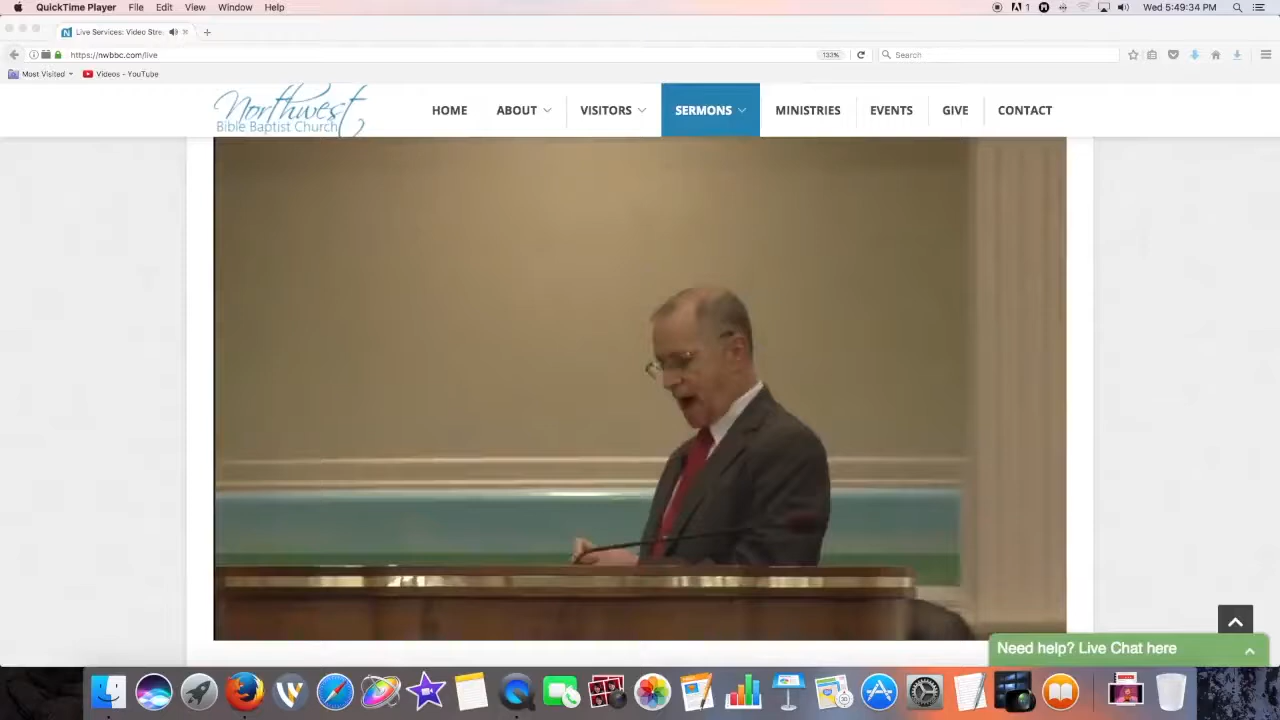 QuickTime Player File Edit View Window Help 1 Wed 5:49:34 PM
Live Services: Video Stre
https://nwbbc.com/live 133% Search
Most Visited Videos - YouTube
Northwest
Bible Baptist Church
HOME ABOUT VISITORS SERMONS MINISTRIES EVENTS GIVE CONTACT
Need help? Live Chat here